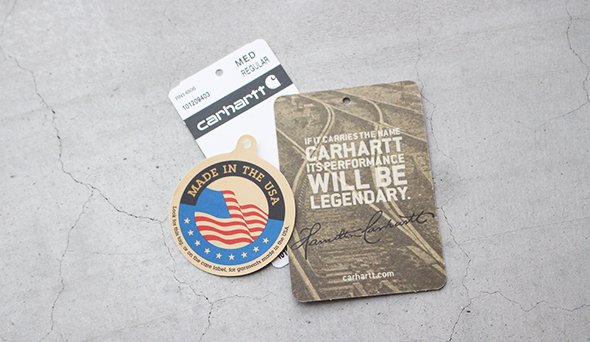 RN14806
101209403
MED
REGULAR
carhartt
MADE IN THE USA
Look for this tag, or on the care label, for garments made in the USA.
IF IT CARRIES THE NAME
CARHARTT
ITS PERFORMANCE
WILL BE
LEGENDARY.
Hamilton Carhartt
carhartt.com